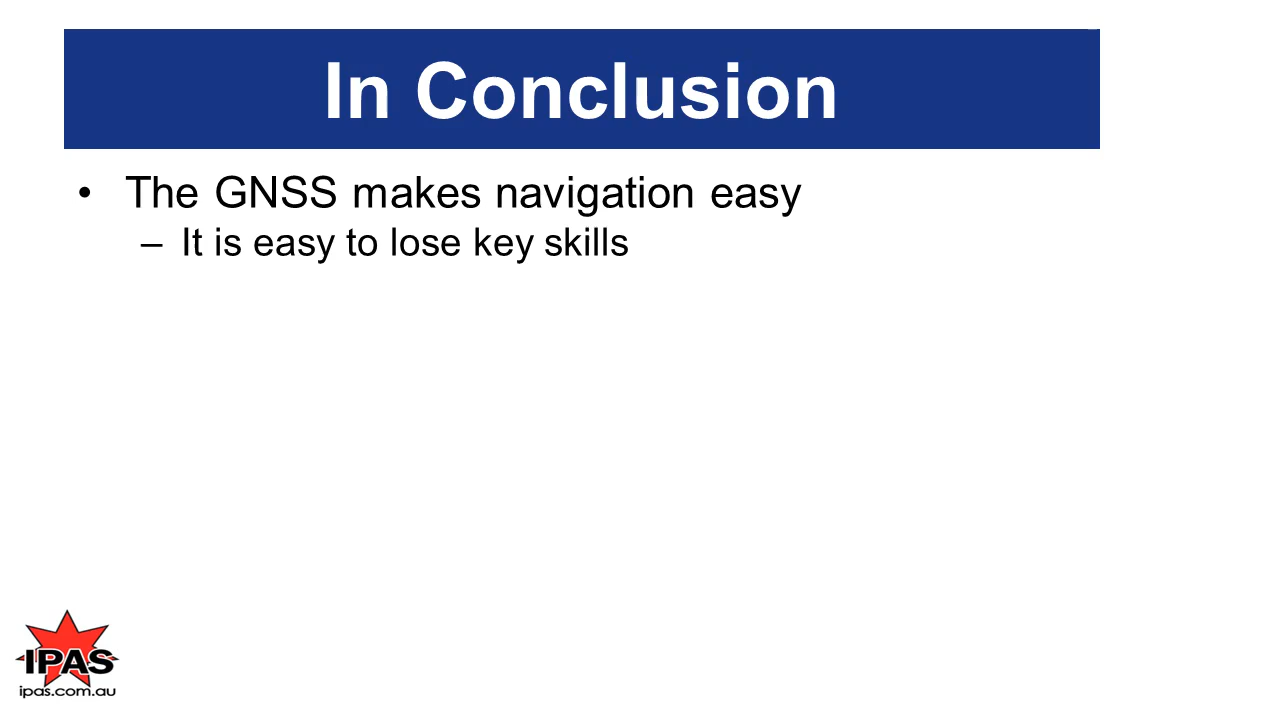 In Conclusion
• The GNSS makes navigation easy
– It is easy to lose key skills
IPAS
ipas.com.au